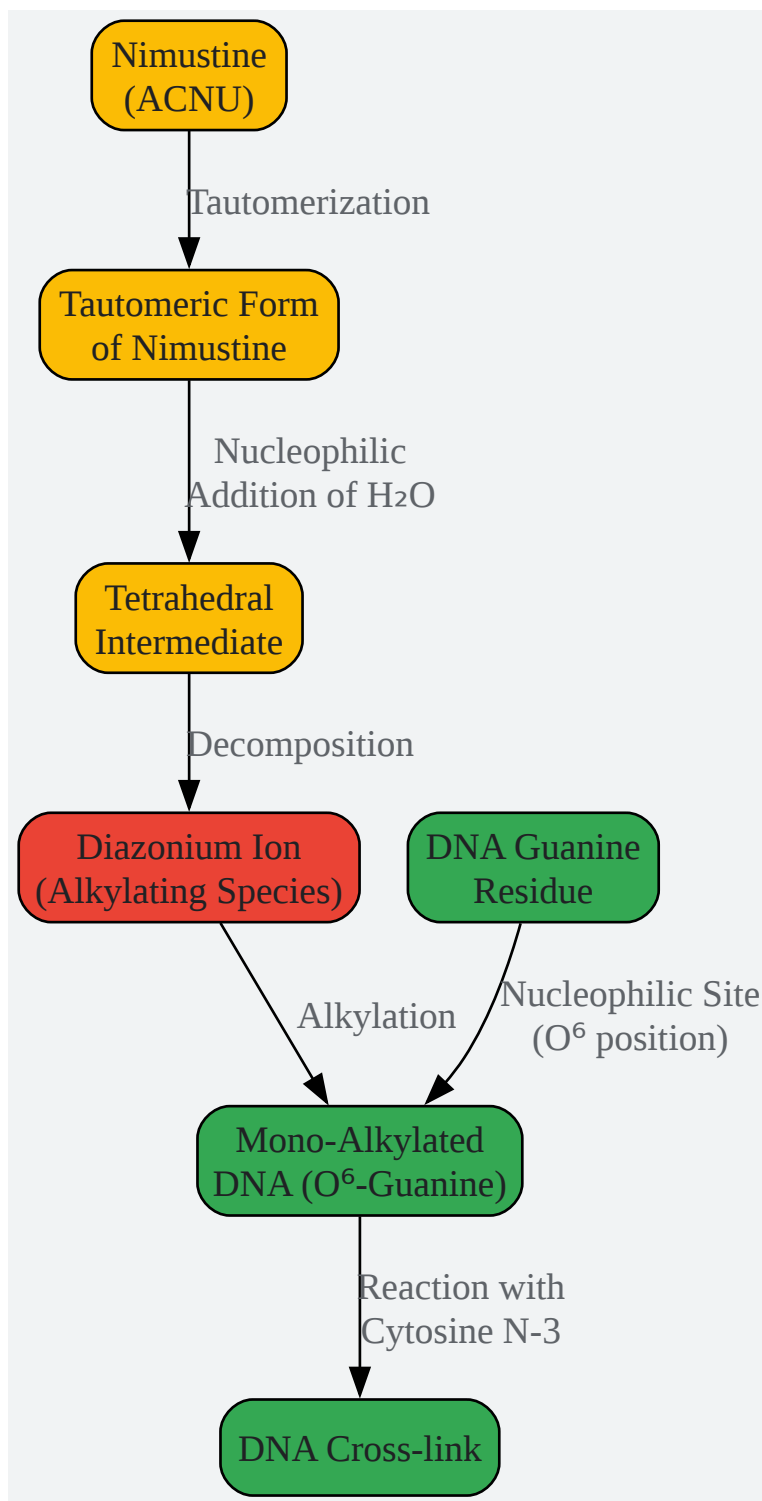 Nimustine
(ACNU)
Tautomerization
Tautomeric Form
of Nimustine
Nucleophilic
Addition of H₂O
Tetrahedral
Intermediate
Decomposition
Diazonium Ion
(Alkylating Species)
DNA Guanine
Residue
Alkylation
Nucleophilic Site
(O⁶ position)
Mono-Alkylated
DNA (O⁶-Guanine)
Reaction with
Cytosine N-3
DNA Cross-link